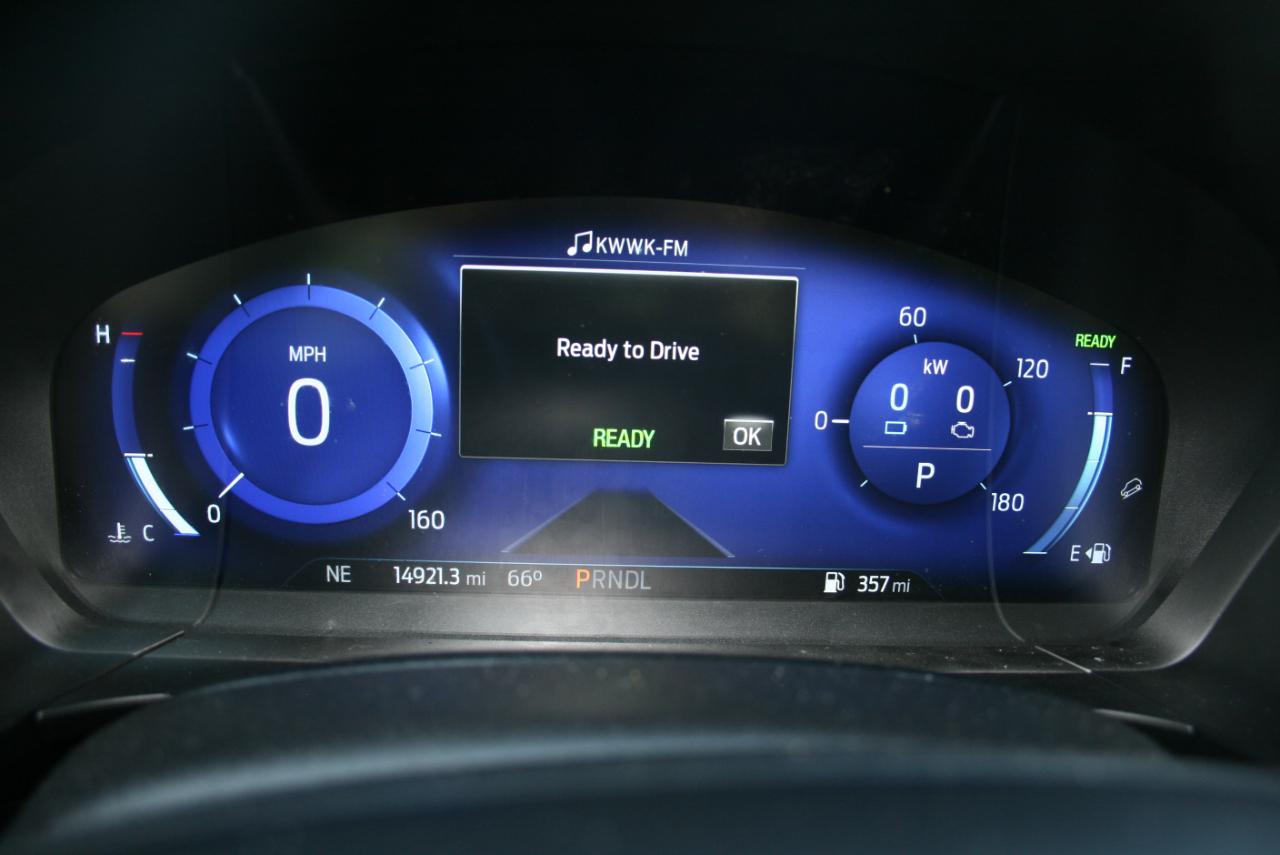 KWWK-FM
H
MPH
0
C
0
160
Ready to Drive
READY
OK
60
0
120
180
kW
0 0
P
READY
F
E
NE 14921.3 mi 66º PRNDL 357 mi